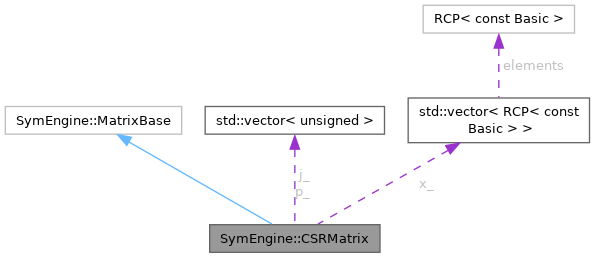 RCP< const Basic >
elements
SymEngine::MatrixBase
std::vector< unsigned >
std::vector< RCP< const
Basic > >
j_
p_
x_
SymEngine::CSRMatrix